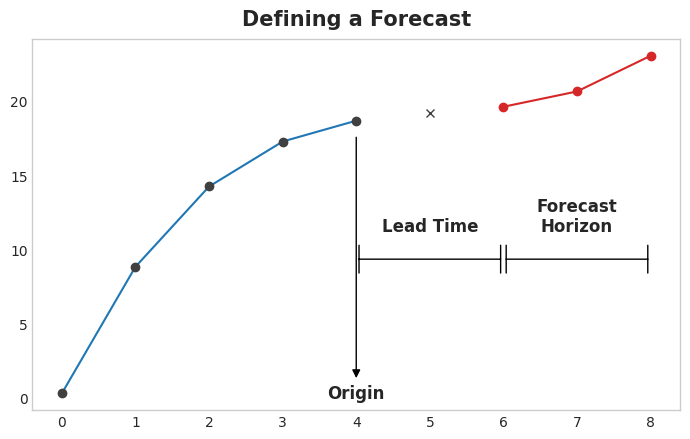 Defining a Forecast
20
15
10
5
0
Lead Time
Forecast
Horizon
Origin
0 1 2 3 4 5 6 7 8